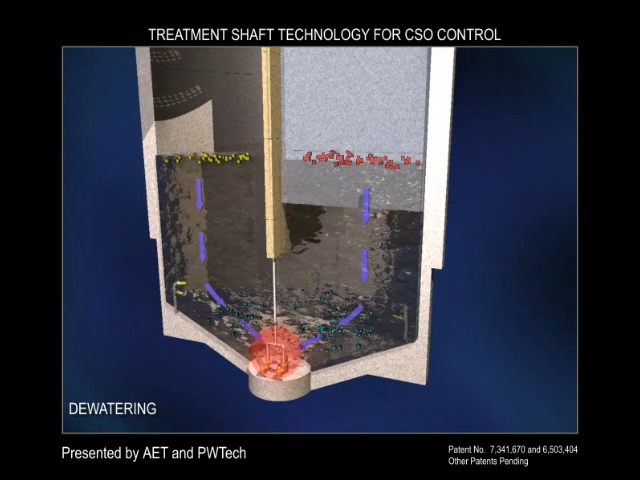 TREATMENT SHAFT TECHNOLOGY FOR CSO CONTROL
DEWATERING
Presented by AET and PWTech
Patent No. 7,341,670 and 6,503,404
Other Patents Pending